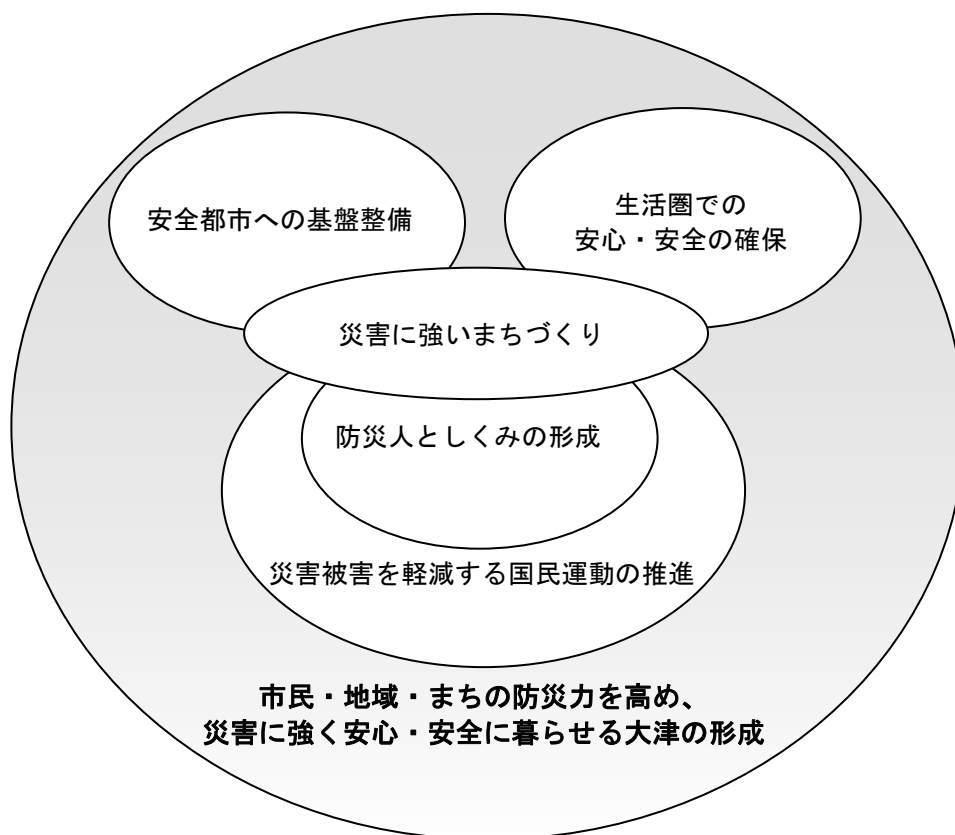 安全都市への基盤整備
生活圏での
安心・安全の確保
災害に強いまちづくり
防災人としくみの形成
災害被害を軽減する国民運動の推進
市民・地域・まちの防災力を高め、
災害に強く安心・安全に暮らせる大津の形成